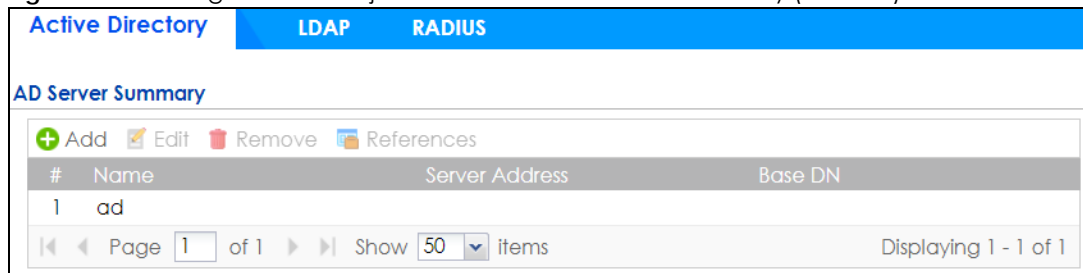 Active Directory LDAP RADIUS
AD Server Summary
Add Edit Remove References
# Name Server Address Base DN
1 ad
Page 1 of 1 Show 50 items Displaying 1 - 1 of 1